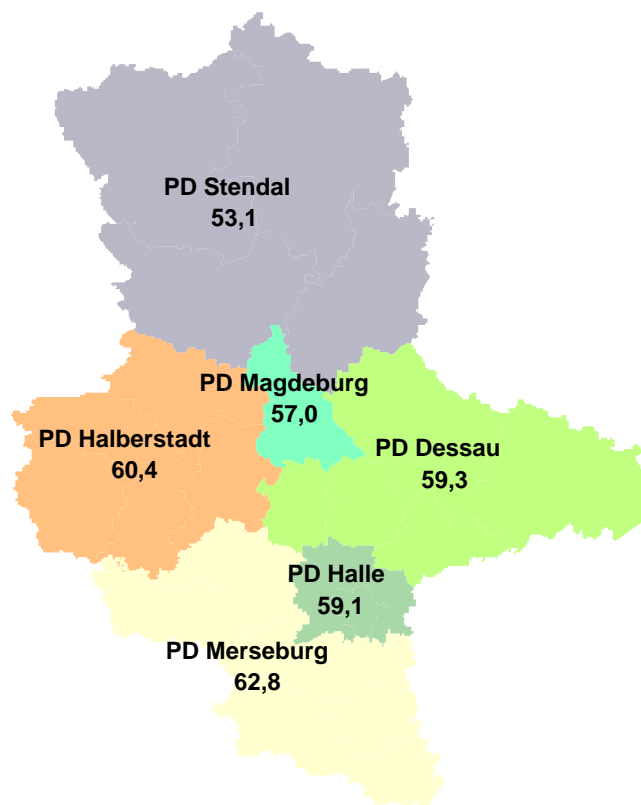 PD Stendal
53,1
PD Magdeburg
57,0
PD Halberstadt
60,4
PD Dessau
59,3
PD Halle
59,1
PD Merseburg
62,8